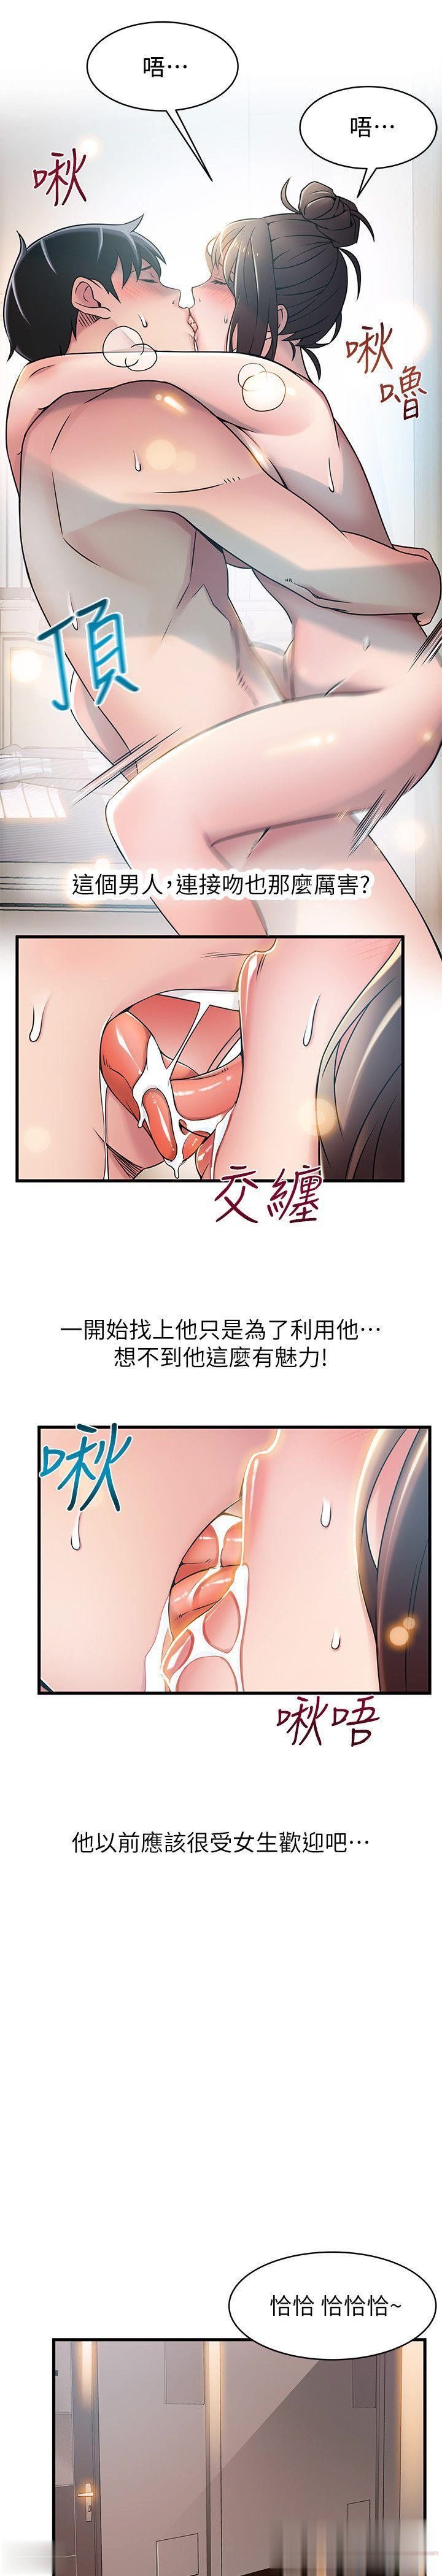 唔…
唔…
啾
啾
嚕
頂
這個男人，連接吻也那麼厲害?
交纏
一開始找上他只是為了利用他…
想不到他這麼有魅力!
啾
啾唔
他以前應該很受女生歡迎吧…
恰恰 恰恰恰~